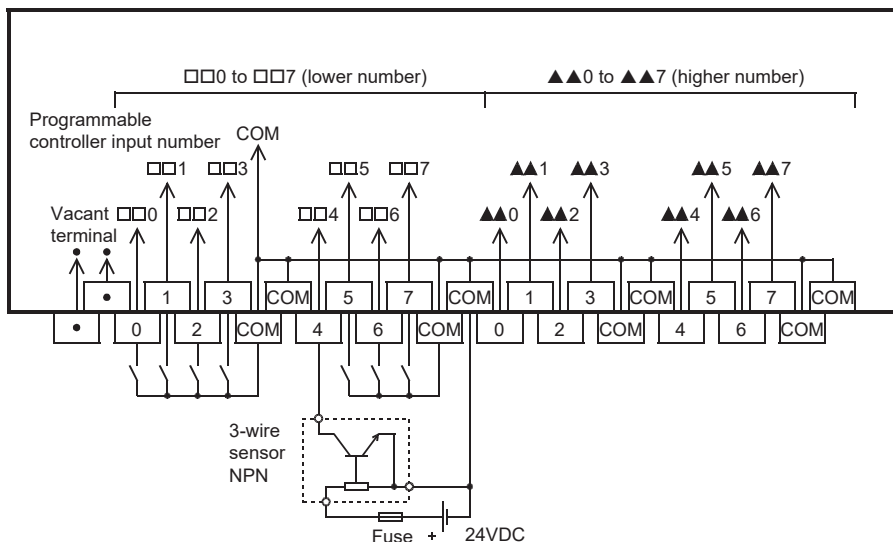 □□0 to □□7 (lower number)
▲▲0 to ▲▲7 (higher number)
Programmable
controller input number
COM
□□1
□□3
□□5
□□7
▲▲1
▲▲3
▲▲5
▲▲7
Vacant
terminal
□□0
□□2
□□4
□□6
▲▲0
▲▲2
▲▲4
▲▲6
1
3
COM
5
7
COM
1
3
COM
5
7
COM
0
2
COM
4
6
COM
0
2
COM
4
6
COM
3-wire
sensor
NPN
Fuse
+
24VDC